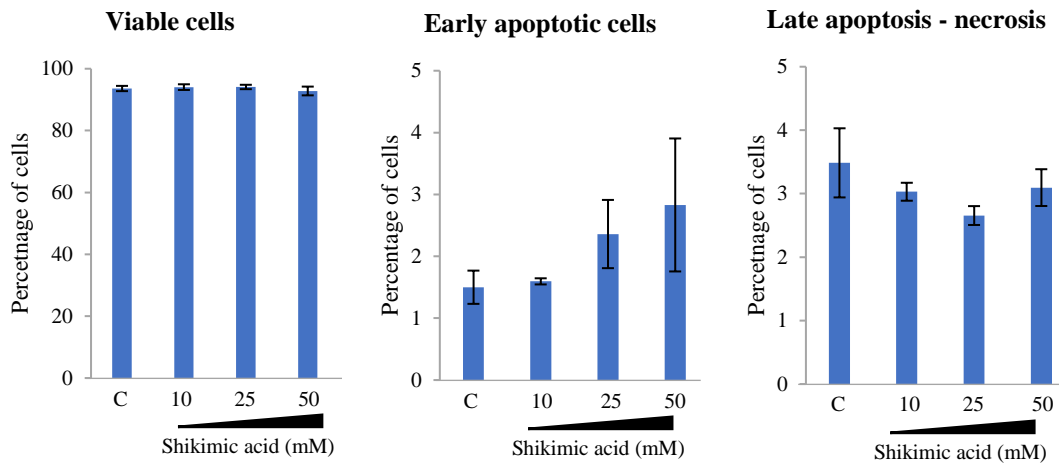 Viable cells
Percetnage of cells
100
80
60
40
20
0
C 10 25 50
Shikimic acid (mM)
Early apoptotic cells
Percentage of cells
5
4
3
2
1
0
C 10 25 50
Shikimic acid (mM)
Late apoptosis - necrosis
Percetnage of cells
5
4
3
2
1
0
C 10 25 50
Shikimic acid (mM)